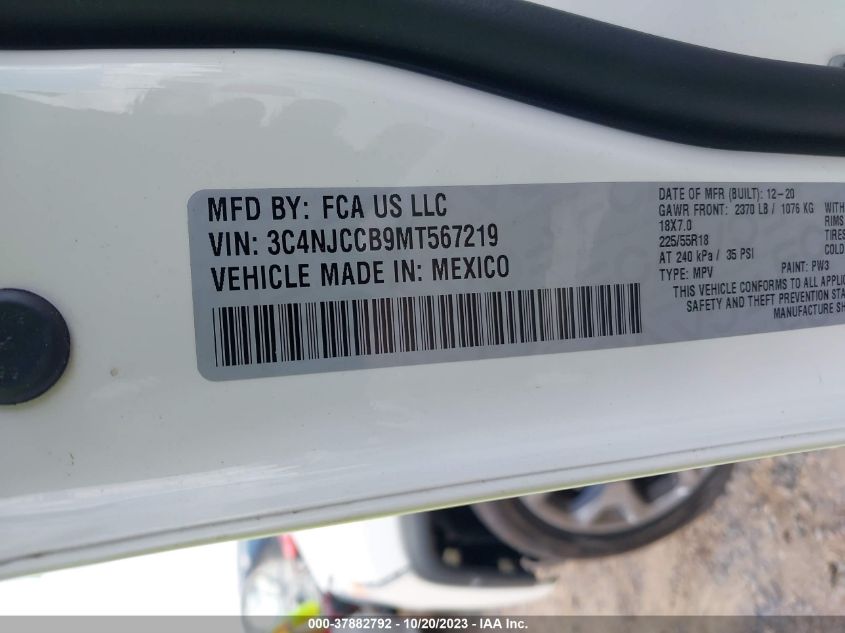 MFD BY: FCA US LLC
VIN: 3C4NJCCB9MT567219
VEHICLE MADE IN: MEXICO
DATE OF MFR (BUILT): 12-20
GAWR FRONT: 2370 LB / 1076 KG WITH
18X7.0 RIMS
225/55R18 TIRES
AT 240 kPa / 35 PSI COLD
TYPE: MPV PAINT: PW3
THIS VEHICLE CONFORMS TO ALL APPLIC
SAFETY AND THEFT PREVENTION STA
MANUFACTURE SH
000-37882792 - 10/20/2023 - IAA Inc.